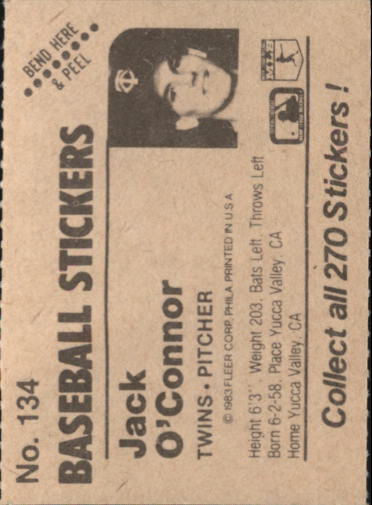 No. 134
BEND HERE
& PEEL
BASEBALL STICKERS
Jack
O'Connor
TWINS • PITCHER
© 1983 FLEER CORP. PHILA. PRINTED IN U.S.A.
Height 6'3". Weight 203. Bats Left. Throws Left
Born 6-2-58. Place Yucca Valley, CA
Home Yucca Valley, CA
Collect all 270 Stickers!
TC